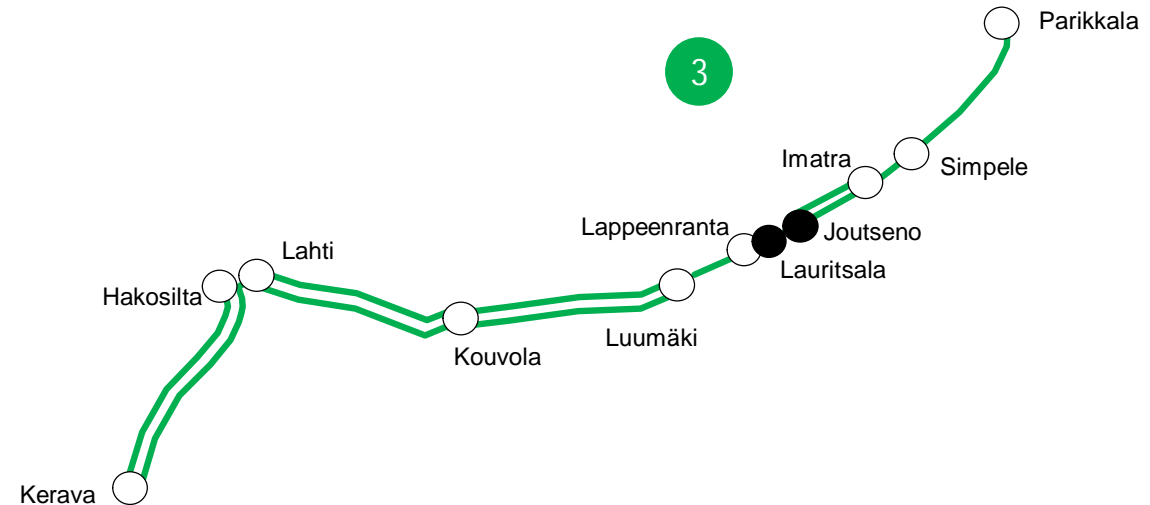 Parikkala
3
Imatra
Simpele
Lappeenranta
Joutseno
Lauritsala
Lahti
Hakosilta
Luumäki
Kouvola
Kerava